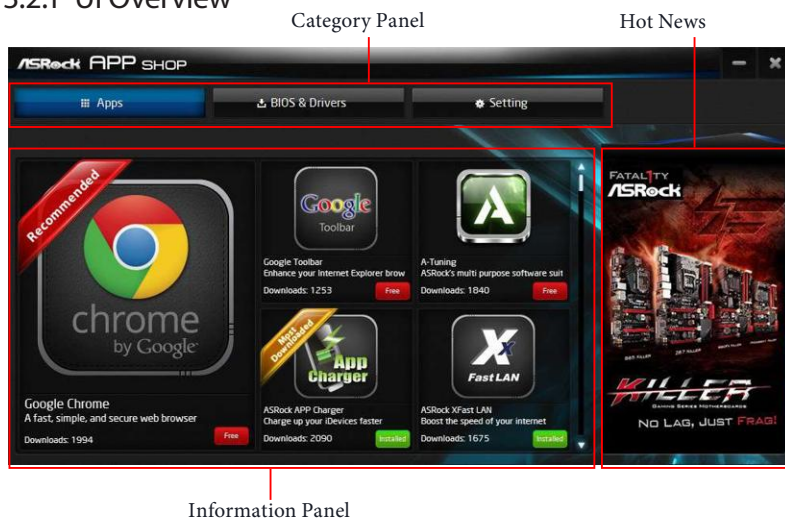 3.2.1 UI Overview
Category Panel
Hot News
ASRock APP SHOP
Apps
BIOS & Drivers
Setting
Recommended
chrome
by Google
Google Chrome
A fast, simple, and secure web browser
Downloads: 1994
Free
Google
Toolbar
Google Toolbar
Enhance your Internet Explorer brow
Downloads: 1253
Free
A-Tuning
ASRock's multi purpose software suit
Downloads: 1840
Free
Most
Downloaded
App
Charger
ASRock APP Charger
Charge up your iDevices faster
Downloads: 2090
Installed
Fast LAN
ASRock XFast LAN
Boost the speed of your internet
Downloads: 1675
Installed
FATAL1TY
ASRock
KILLER
GAMING SERIES MOTHERBOARDS
NO LAG, JUST FRAG!
Information Panel